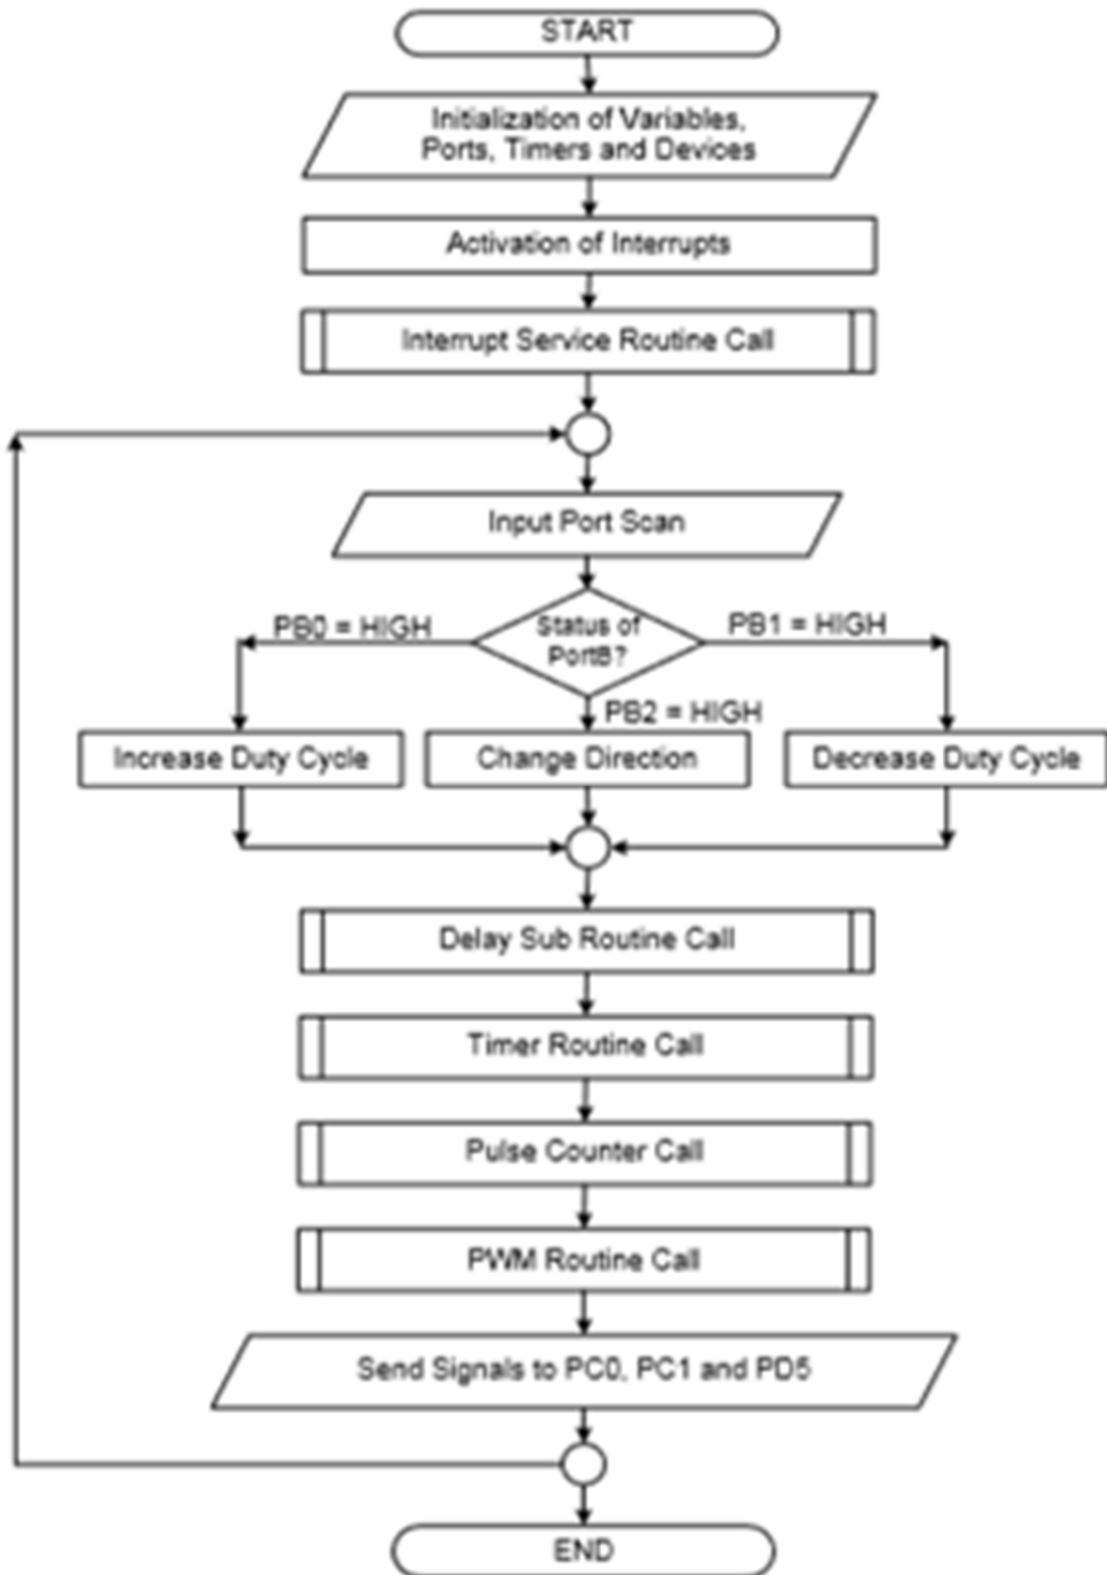 START
Initialization of Variables,
Ports, Timers and Devices
Activation of Interrupts
Interrupt Service Routine Call
Input Port Scan
PB0 = HIGH
Status of
PortB?
PB1 = HIGH
PB2 = HIGH
Increase Duty Cycle
Change Direction
Decrease Duty Cycle
Delay Sub Routine Call
Timer Routine Call
Pulse Counter Call
PWM Routine Call
Send Signals to PC0, PC1 and PD5
END